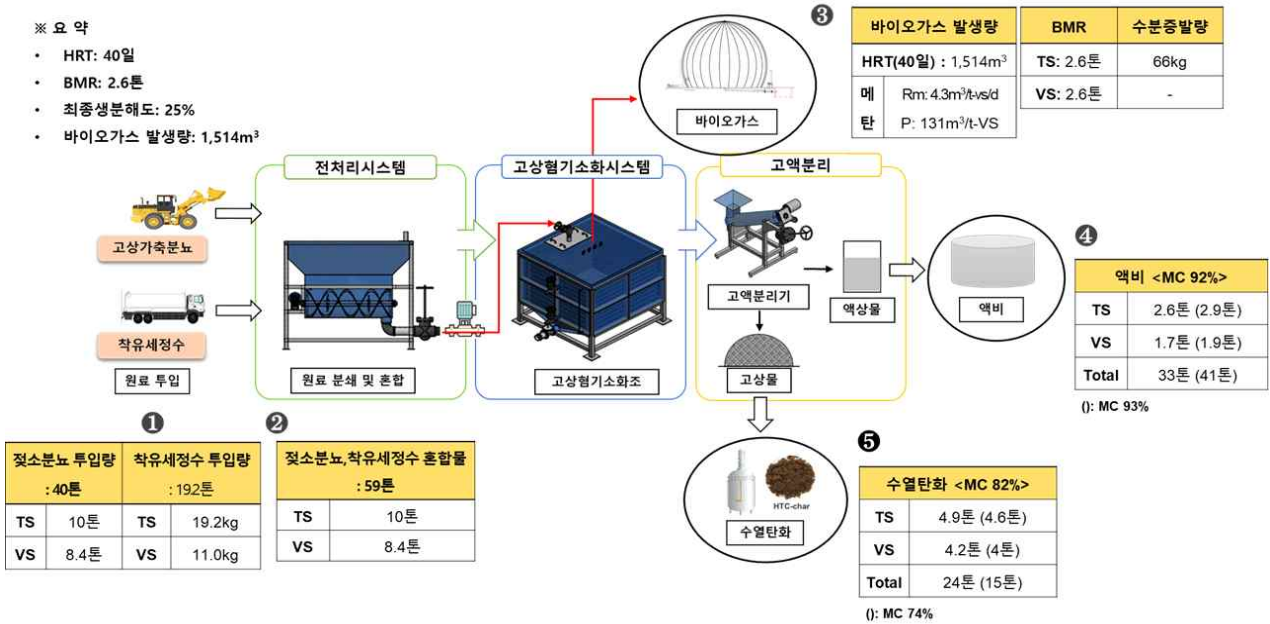 ※ 요 약
• HRT: 40일
• BMR: 2.6톤
• 최종생분해도: 25%
• 바이오가스 발생량: 1,514m³
고상가축분뇨
착유세정수
원료 투입
전처리시스템
원료 분쇄 및 혼합
고상혐기소화시스템
고상혐기소화조
바이오가스
❸
바이오가스 발생량
HRT(40일) : 1,514m³
메탄
Rm: 4.3m³/t-vs/d
P: 131m³/t-VS
BMR 수분증발량
TS: 2.6톤 66kg
VS: 2.6톤 -
고액분리
고액분리기
액상물
고상물
액비
❹
액비 <MC 92%>
TS 2.6톤 (2.9톤)
VS 1.7톤 (1.9톤)
Total 33톤 (41톤)
(): MC 93%
❶
젖소분뇨 투입량 착유세정수 투입량
: 40톤 : 19.2톤
TS 10톤 TS 19.2kg
VS 8.4톤 VS 11.0kg
❷
젖소분뇨,착유세정수 혼합물
: 59톤
TS 10톤
VS 8.4톤
HTC-char
수열탄화
❺
수열탄화 <MC 82%>
TS 4.9톤 (4.6톤)
VS 4.2톤 (4톤)
Total 24톤 (15톤)
(): MC 74%